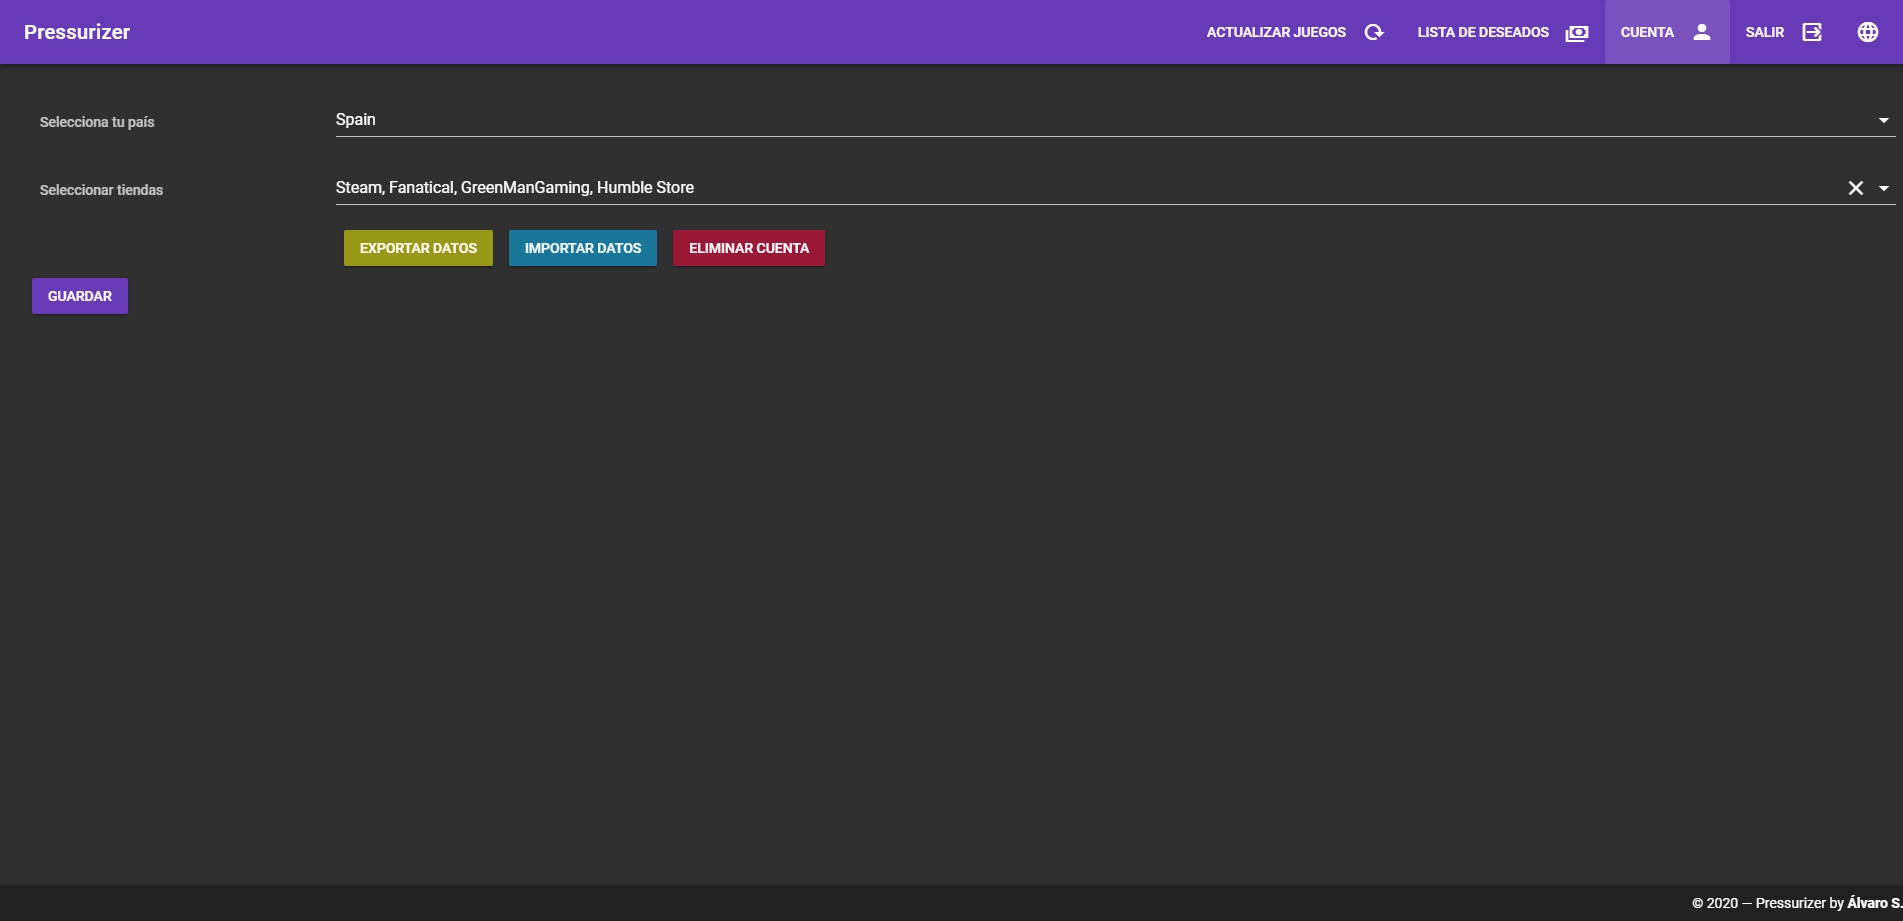 Pressurizer
ACTUALIZAR JUEGOS
LISTA DE DESEADOS
CUENTA
SALIR
Selecciona tu país
Spain
Seleccionar tiendas
Steam, Fanatical, GreenManGaming, Humble Store
EXPORTAR DATOS
IMPORTAR DATOS
ELIMINAR CUENTA
GUARDAR
© 2020 — Pressurizer by Álvaro S.